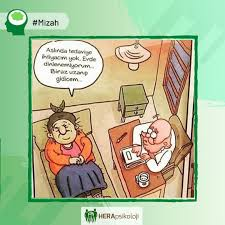 #Mizah
Aslında tedaviye
ihtiyacım yok.. Evde
dinlenemiyorum...
Biraz uzanıp
gidicem...
HERApsikoloji